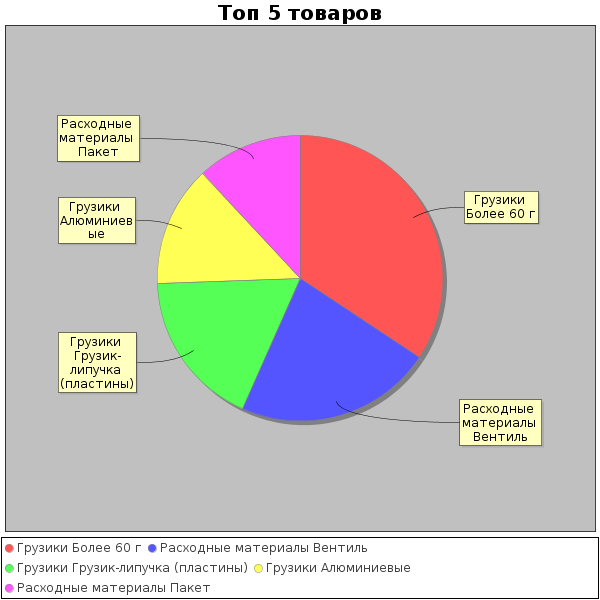 Топ 5 товаров
Расходные
материалы
Пакет
Грузики
Более 60 г
Грузики
Алюминиев
ые
Грузики
Грузик-
липучка
(пластины)
Расходные
материалы
Вентиль
Грузики Более 60 г Расходные материалы Вентиль
Грузики Грузик-липучка (пластины) Грузики Алюминиевые
Расходные материалы Пакет